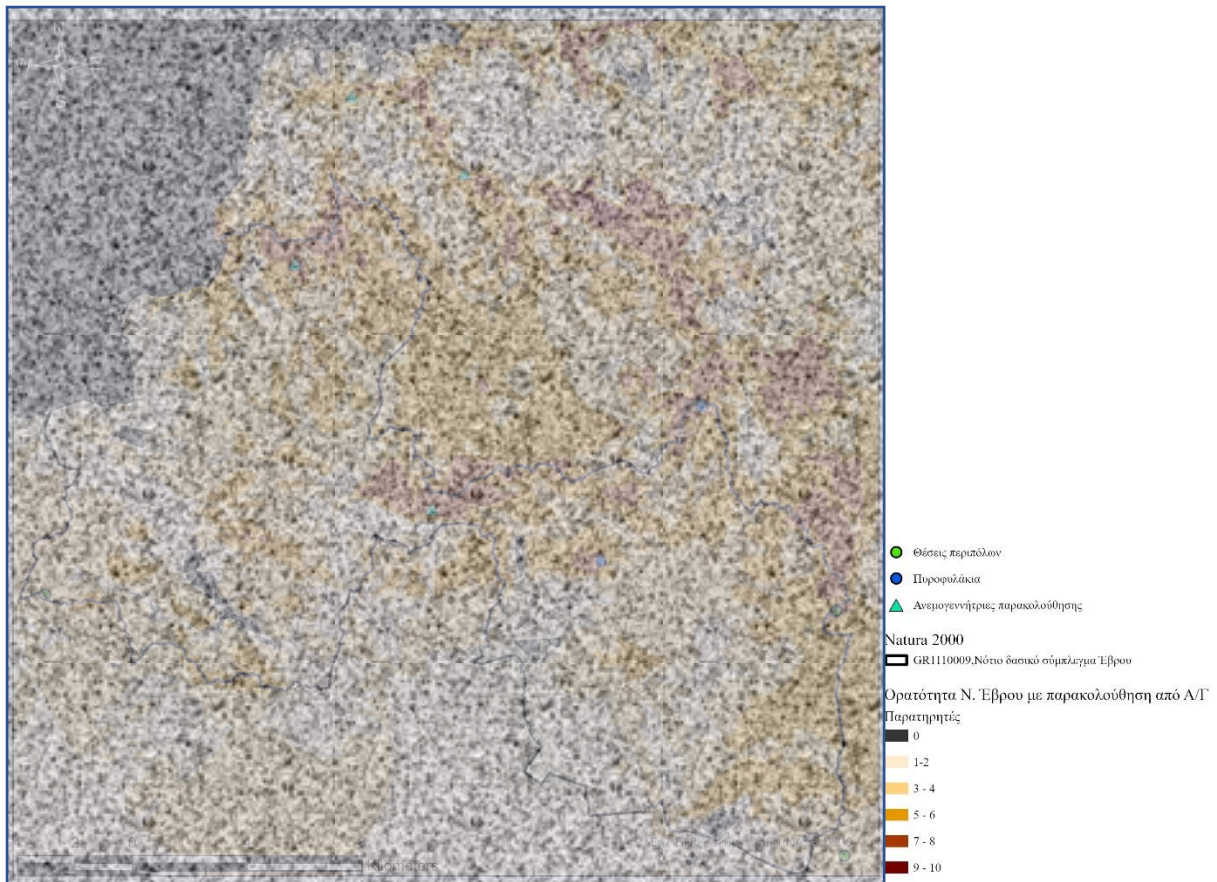 Kilometers
Θέσεις περιπόλων
Πυροφυλάκια
Ανεμογεννήτριες παρακολούθησης
Natura 2000
GR1110009,Νότιο δασικό σύμπλεγμα Έβρου
Ορατότητα Ν. Έβρου με παρακολούθηση από Α/Γ
Παρατηρητές
0
1-2
3 - 4
5 - 6
7 - 8
9 - 10